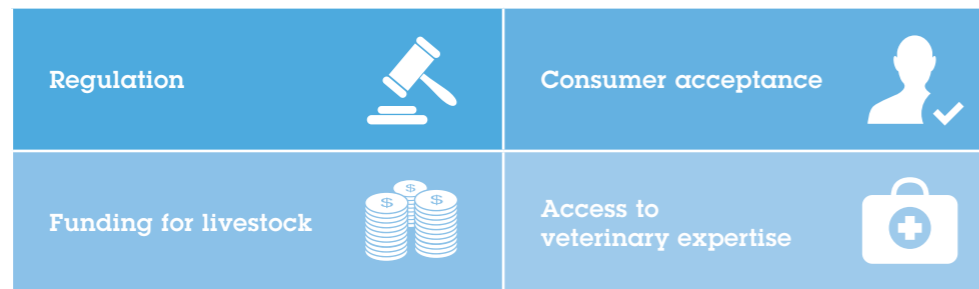 Regulation
Consumer acceptance
Funding for livestock
$
$
$
Access to
veterinary expertise